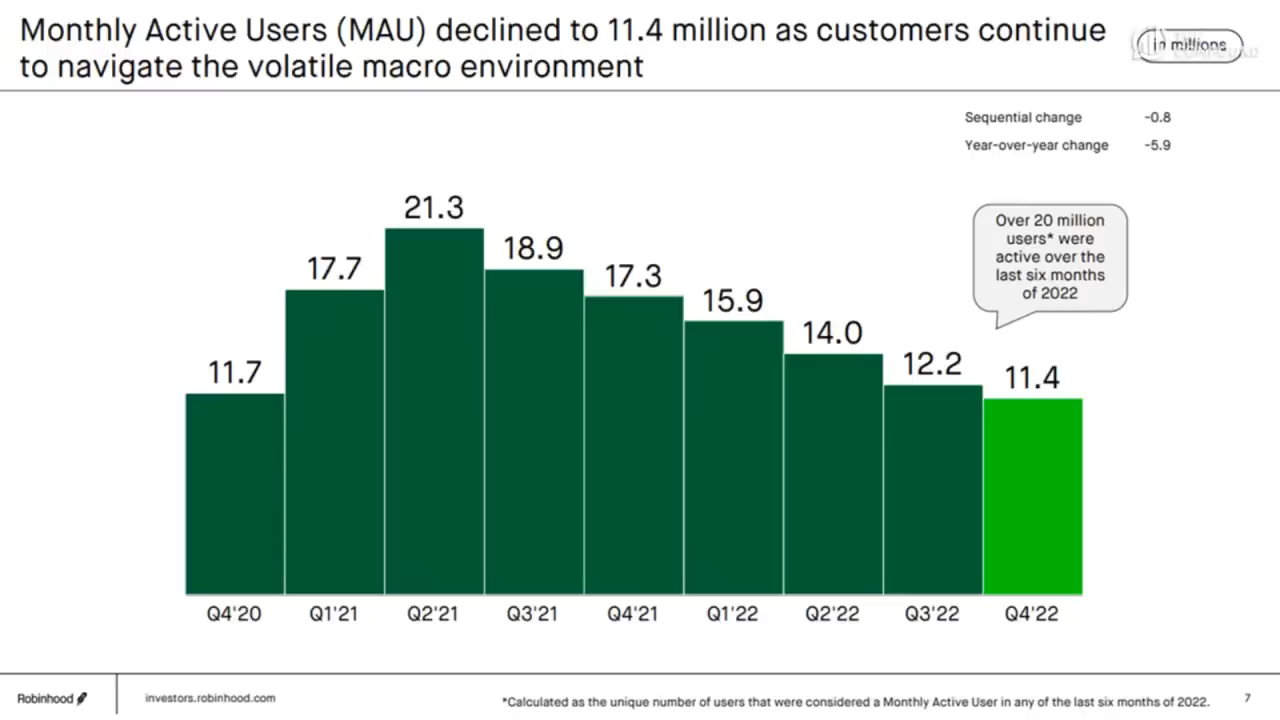 Monthly Active Users (MAU) declined to 11.4 million as customers continue
to navigate the volatile macro environment
in millions
Sequential change -0.8
Year-over-year change -5.9
Over 20 million
users* were
active over the
last six months
of 2022
21.3
18.9
17.7
17.3
15.9
14.0
12.2
11.7
11.4
Q4'20 Q1'21 Q2'21 Q3'21 Q4'21 Q1'22 Q2'22 Q3'22 Q4'22
Robinhood
investors.robinhood.com
*Calculated as the unique number of users that were considered a Monthly Active User in any of the last six months of 2022.
7